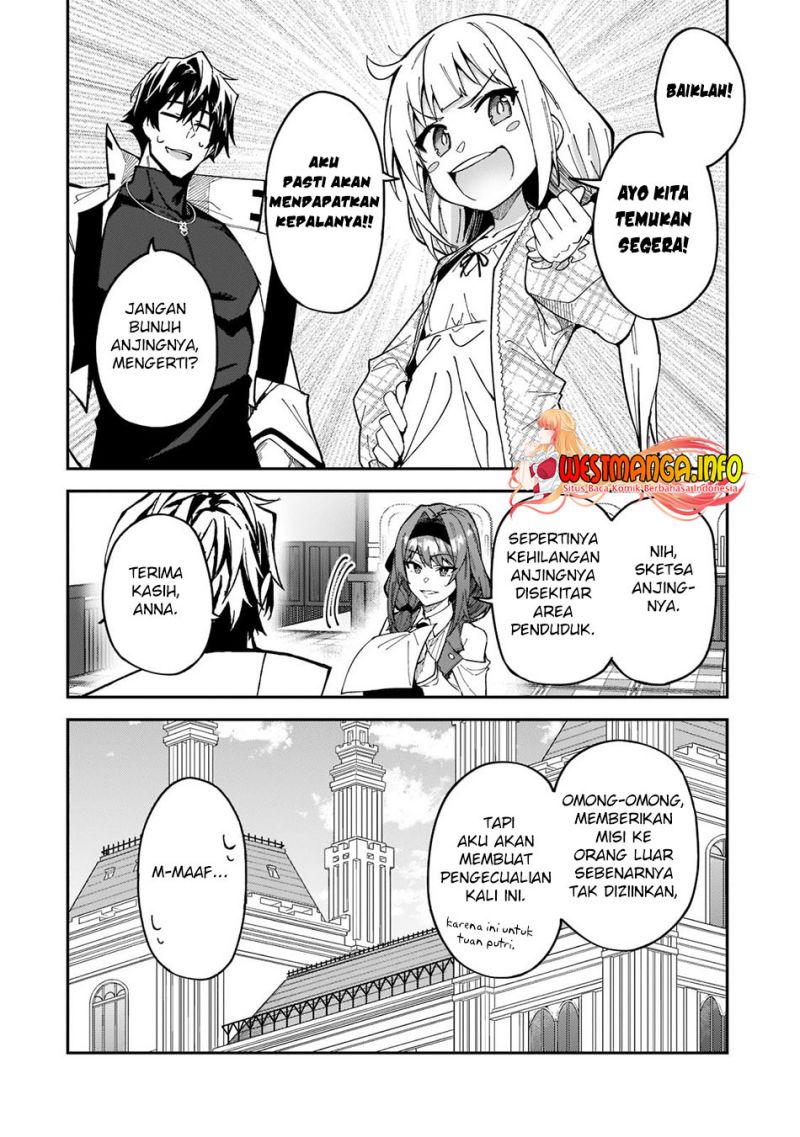 BAIKLAH!
AYO KITA
TEMUKAN
SEGERA!
AKU
PASTI AKAN
MENDAPATKAN
KEPALANYA!!
JANGAN
BUNUH
ANJINGNYA,
MENGERTI?
WESTMANGA.INFO
Situs Baca Komik Berbahasa Indonesia
NIH,
SKETSA
ANJING-
NYA.
SEPERTINYA
KEHILANGAN
ANJINGNYA
DISEKITAR
AREA
PENDUDUK.
TERIMA
KASIH,
ANNA.
OMONG-OMONG,
MEMBERIKAN
MISI KE
ORANG LUAR
SEBENARNYA
TAK DIZIINKAN,
TAPI
AKU AKAN
MEMBUAT
PENGECUALIAN
KALI INI.
karena ini untuk
tuan putri.
M-MAAF...